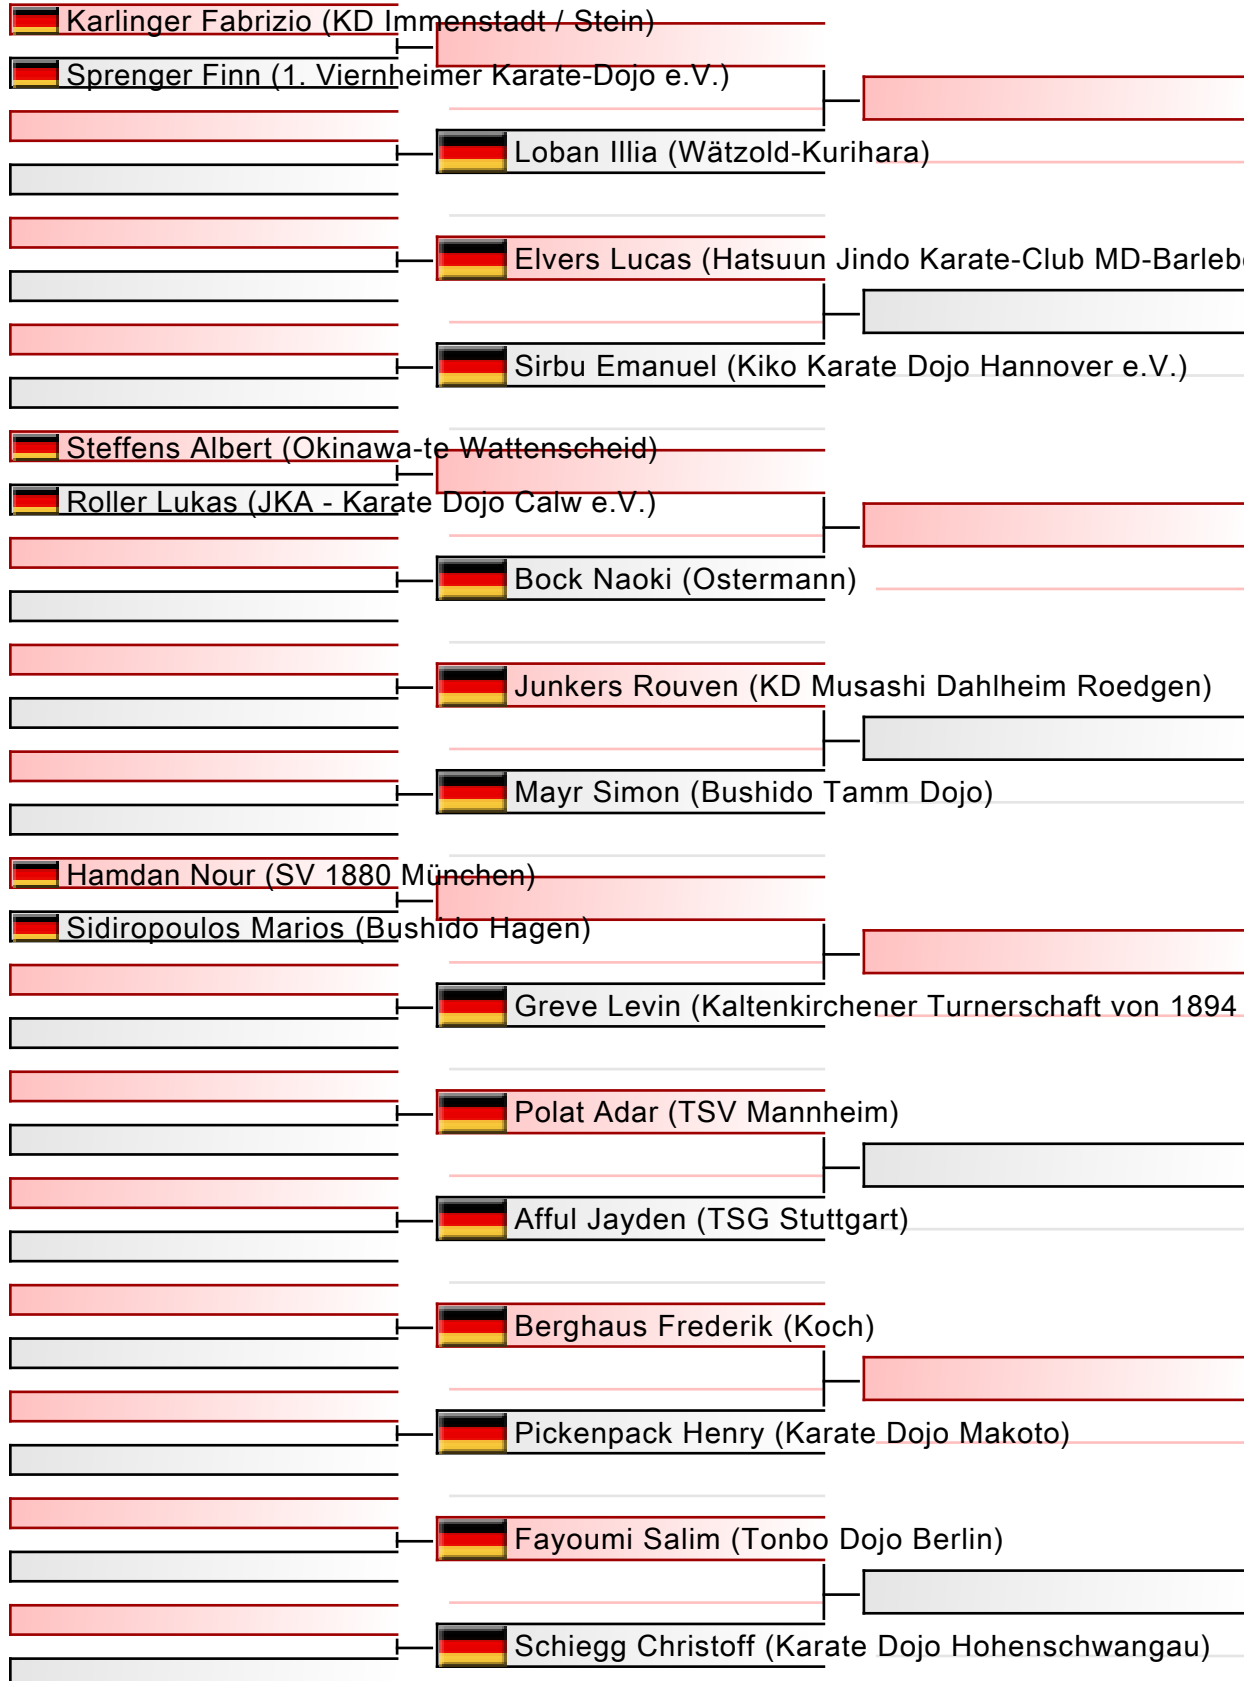 Karlinger Fabrizio (KD Immenstadt / Stein)
Sprenger Finn (1. Viernheimer Karate-Dojo e.V.)
Loban Illia (Wätzold-Kurihara)
Elvers Lucas (Hatsuun Jindo Karate-Club MD-Barleb
Sirbu Emanuel (Kiko Karate Dojo Hannover e.V.)
Steffens Albert (Okinawa-te Wattenscheid)
Roller Lukas (JKA - Karate Dojo Calw e.V.)
Bock Naoki (Ostermann)
Junkers Rouven (KD Musashi Dahlheim Roedgen)
Mayr Simon (Bushido Tamm Dojo)
Hamdan Nour (SV 1880 München)
Sidiropoulos Marios (Bushido Hagen)
Greve Levin (Kaltenkirchener Turnerschaft von 1894
Polat Adar (TSV Mannheim)
Afful Jayden (TSG Stuttgart)
Berghaus Frederik (Koch)
Pickenpack Henry (Karate Dojo Makoto)
Fayoumi Salim (Tonbo Dojo Berlin)
Schiegg Christoff (Karate Dojo Hohenschwangau)